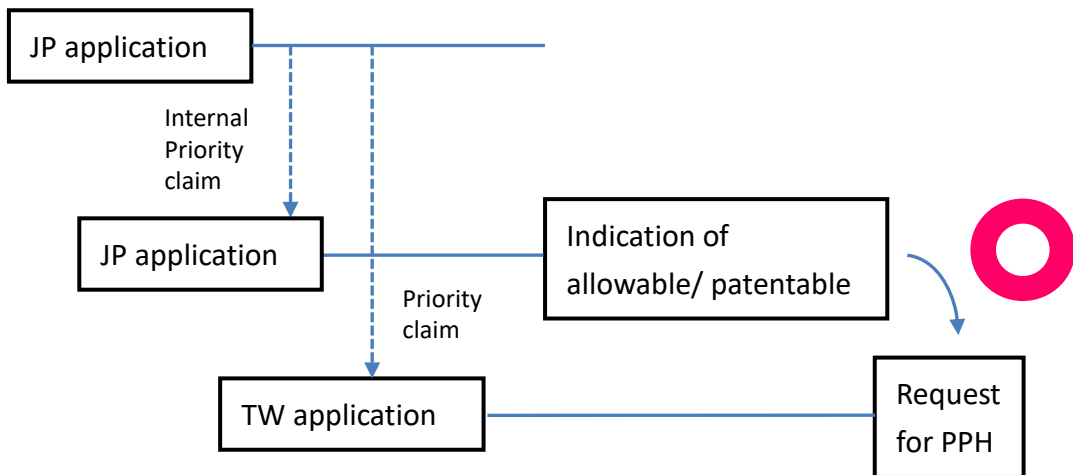 JP application
Internal
Priority
claim
JP application
Indication of
allowable/ patentable
Priority
claim
TW application
Request
for PPH